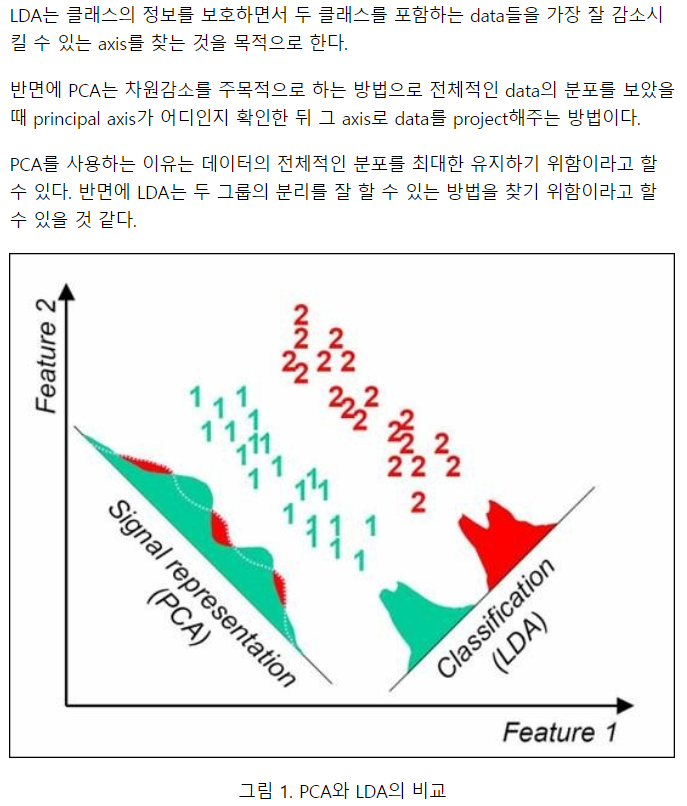 LDA는 클래스의 정보를 보호하면서 두 클래스를 포함하는 data들을 가장 잘 감소시
킬 수 있는 axis를 찾는 것을 목적으로 한다.
반면에 PCA는 차원감소를 주목적으로 하는 방법으로 전체적인 data의 분포를 보았을
때 principal axis가 어디인지 확인한 뒤 그 axis로 data를 project해주는 방법이다.
PCA를 사용하는 이유는 데이터의 전체적인 분포를 최대한 유지하기 위함이라고 할
수 있다. 반면에 LDA는 두 그룹의 분리를 잘 할 수 있는 방법을 찾기 위함이라고 할
수 있을 것 같다.
Feature 2
Signal representation
(PCA)
Classification
(LDA)
Feature 1
그림 1. PCA와 LDA의 비교